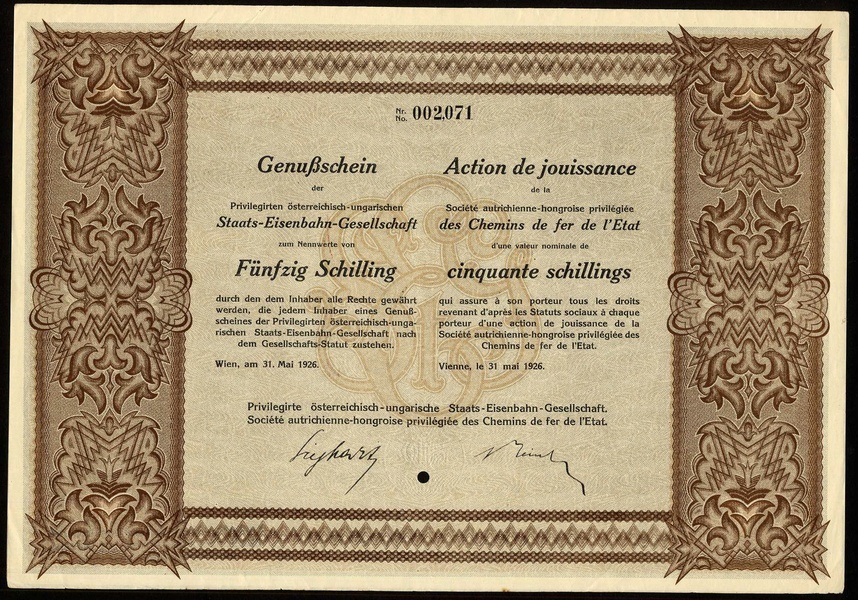 Nr.
No. 002,071
Genußschein
der
Privilegirten österreichisch-ungarischen
Staats-Eisenbahn-Gesellschaft
zum Nennwerte von
Fünfzig Schilling
durch den dem Inhaber alle Rechte gewährt
werden, die jedem Inhaber eines Genuß-
scheines der Privilegirten österreichisch-unga-
rischen Staats-Eisenbahn-Gesellschaft nach
dem Gesellschafts-Statut zustehen.
Wien, am 31. Mai 1926.
Action de jouissance
de la
Société autrichienne-hongroise privilégiée
des Chemins de fer de l'Etat
d'une valeur nominale de
cinquante schillings
qui assure à son porteur tous les droits
revenant d'après les Statuts sociaux à chaque
porteur d'une action de jouissance de la
Société autrichienne-hongroise privilégiée des
Chemins de fer de l'Etat.
Vienne, le 31 mai 1926.
Privilegirte österreichisch-ungarische Staats-Eisenbahn-Gesellschaft.
Société autrichienne-hongroise privilégiée des Chemins de fer de l'Etat.
Sieghardt